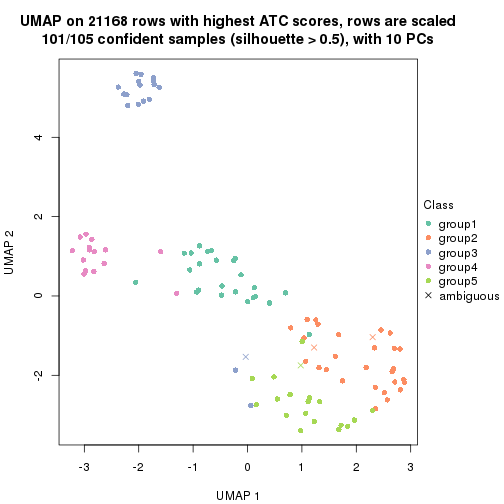 UMAP on 21168 rows with highest ATC scores, rows are scaled
101/105 confident samples (silhouette > 0.5), with 10 PCs
UMAP 2
4
2
0
-2
-3
-2
-1
0
1
2
3
UMAP 1
Class
group1
group2
group3
group4
group5
ambiguous